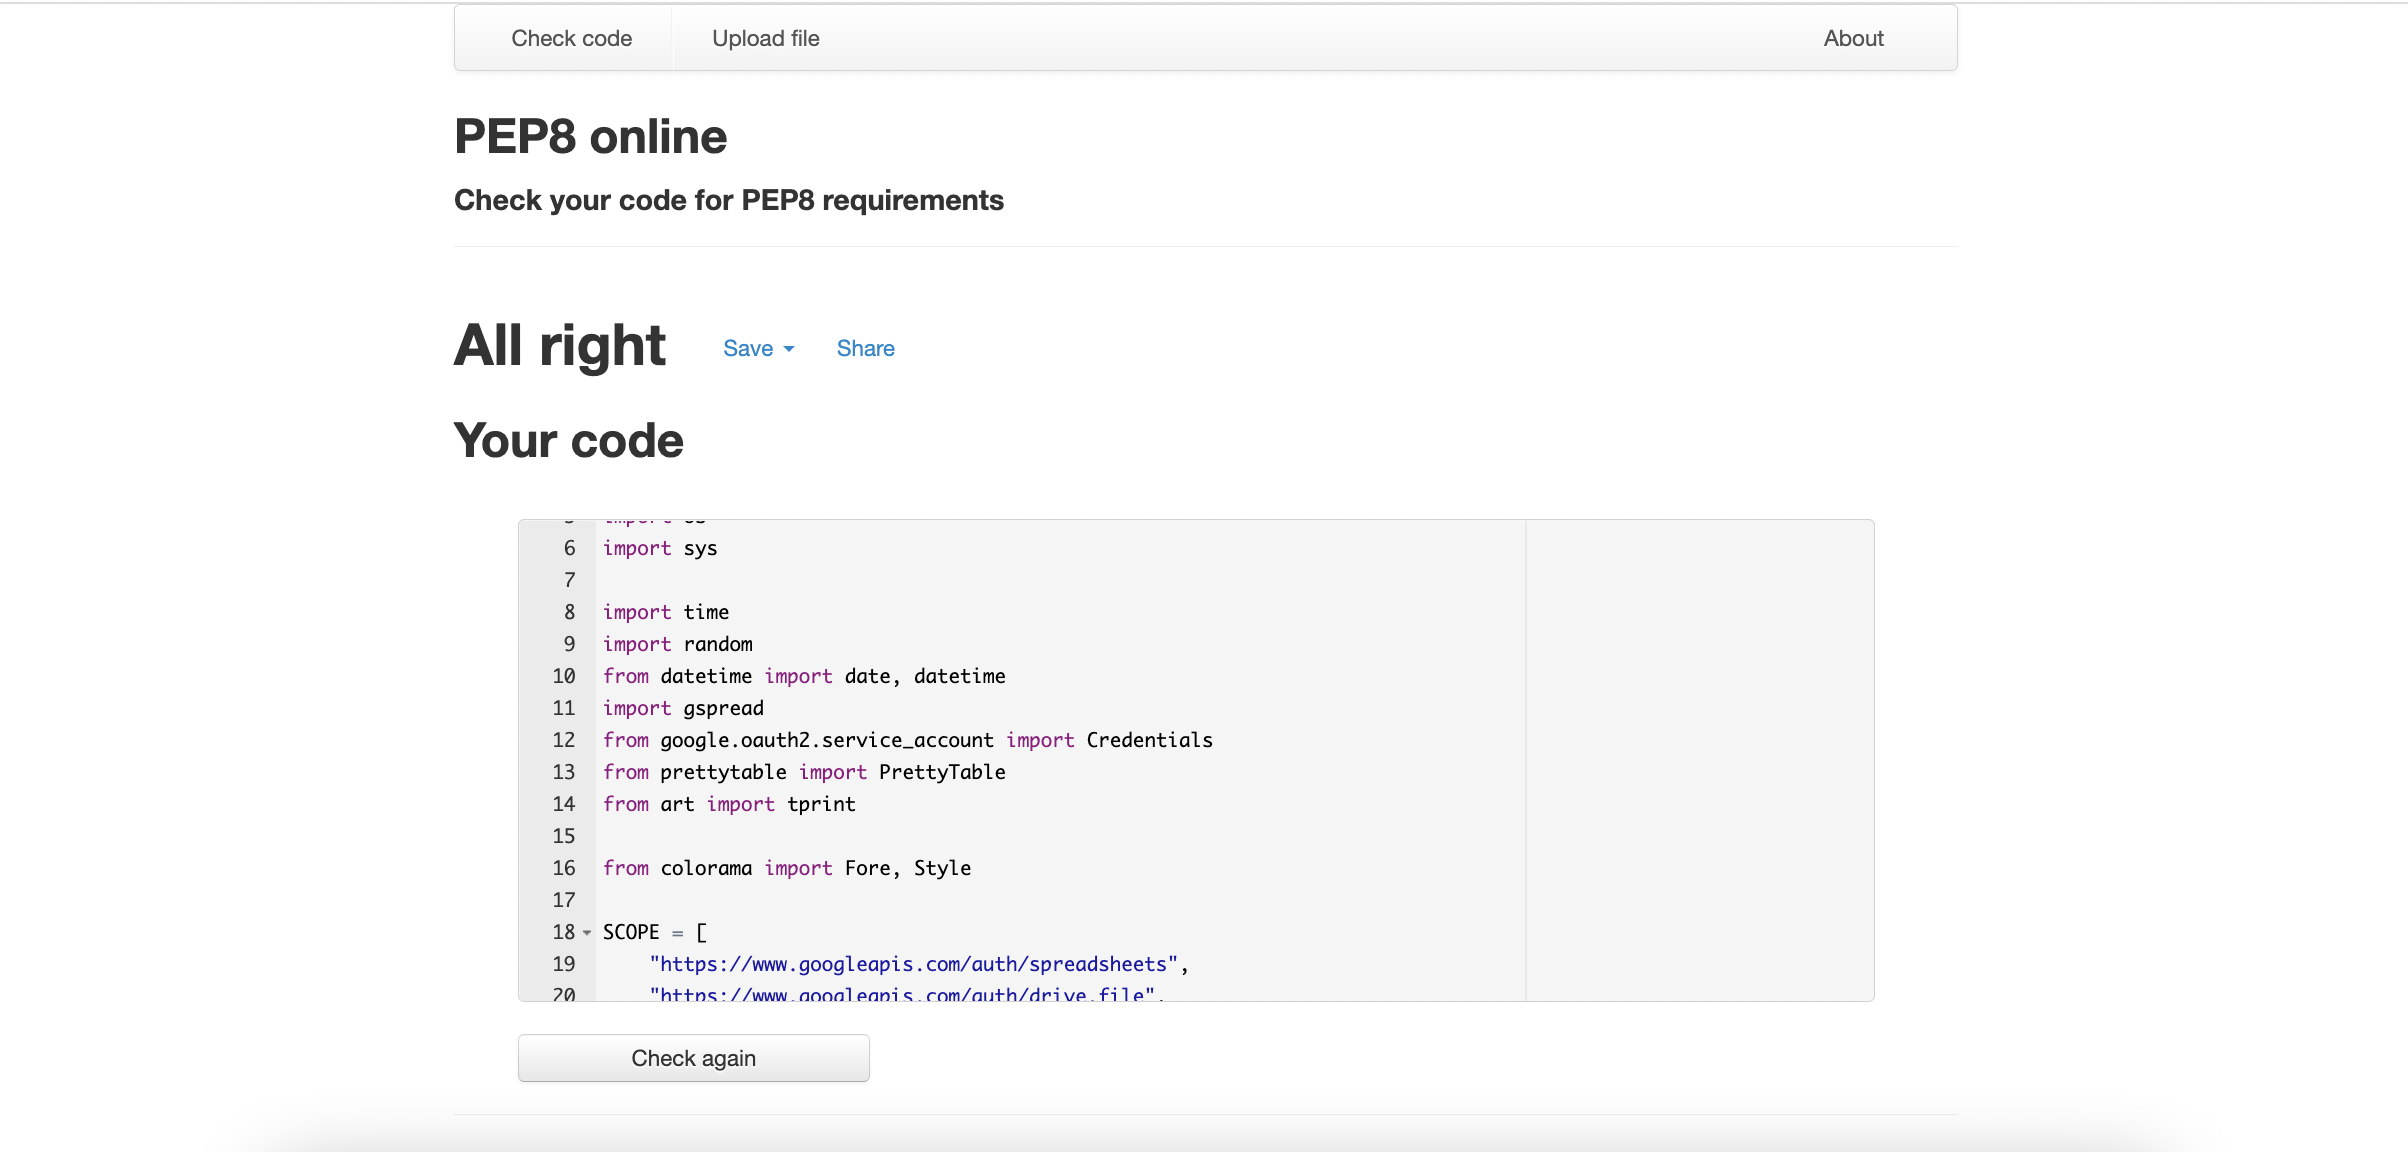 Check code
Upload file
About
PEP8 online
Check your code for PEP8 requirements
All right
Save
Share
Your code
5 import os
6 import sys
7
8 import time
9 import random
10 from datetime import date, datetime
11 import gspread
12 from google.oauth2.service_account import Credentials
13 from prettytable import PrettyTable
14 from art import tprint
15
16 from colorama import Fore, Style
17
18 SCOPE = [
19 "https://www.googleapis.com/auth/spreadsheets",
20 "https://www.googleapis.com/auth/drive.file",
Check again